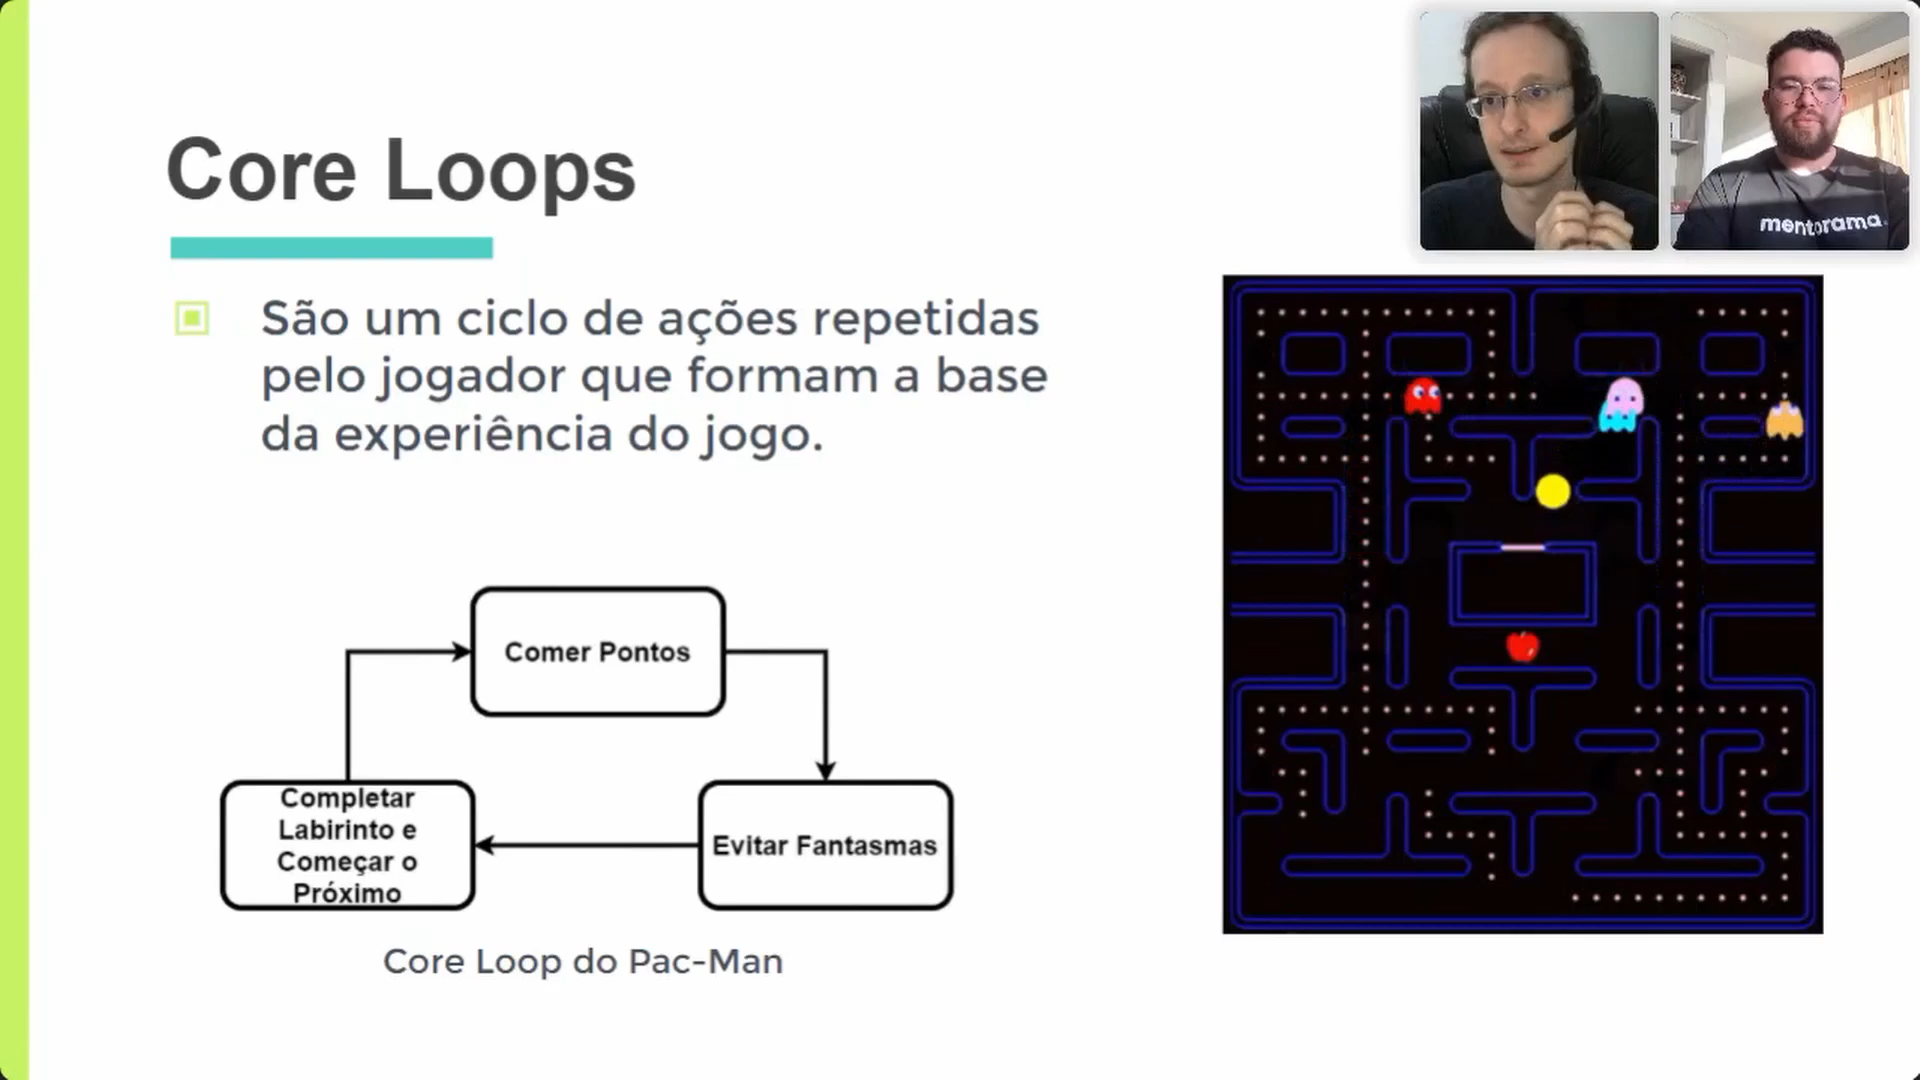 Core Loops
São um ciclo de ações repetidas
pelo jogador que formam a base
da experiência do jogo.
Comer Pontos
Completar
Labirinto e
Começar o
Próximo
Evitar Fantasmas
Core Loop do Pac-Man
mentorama.